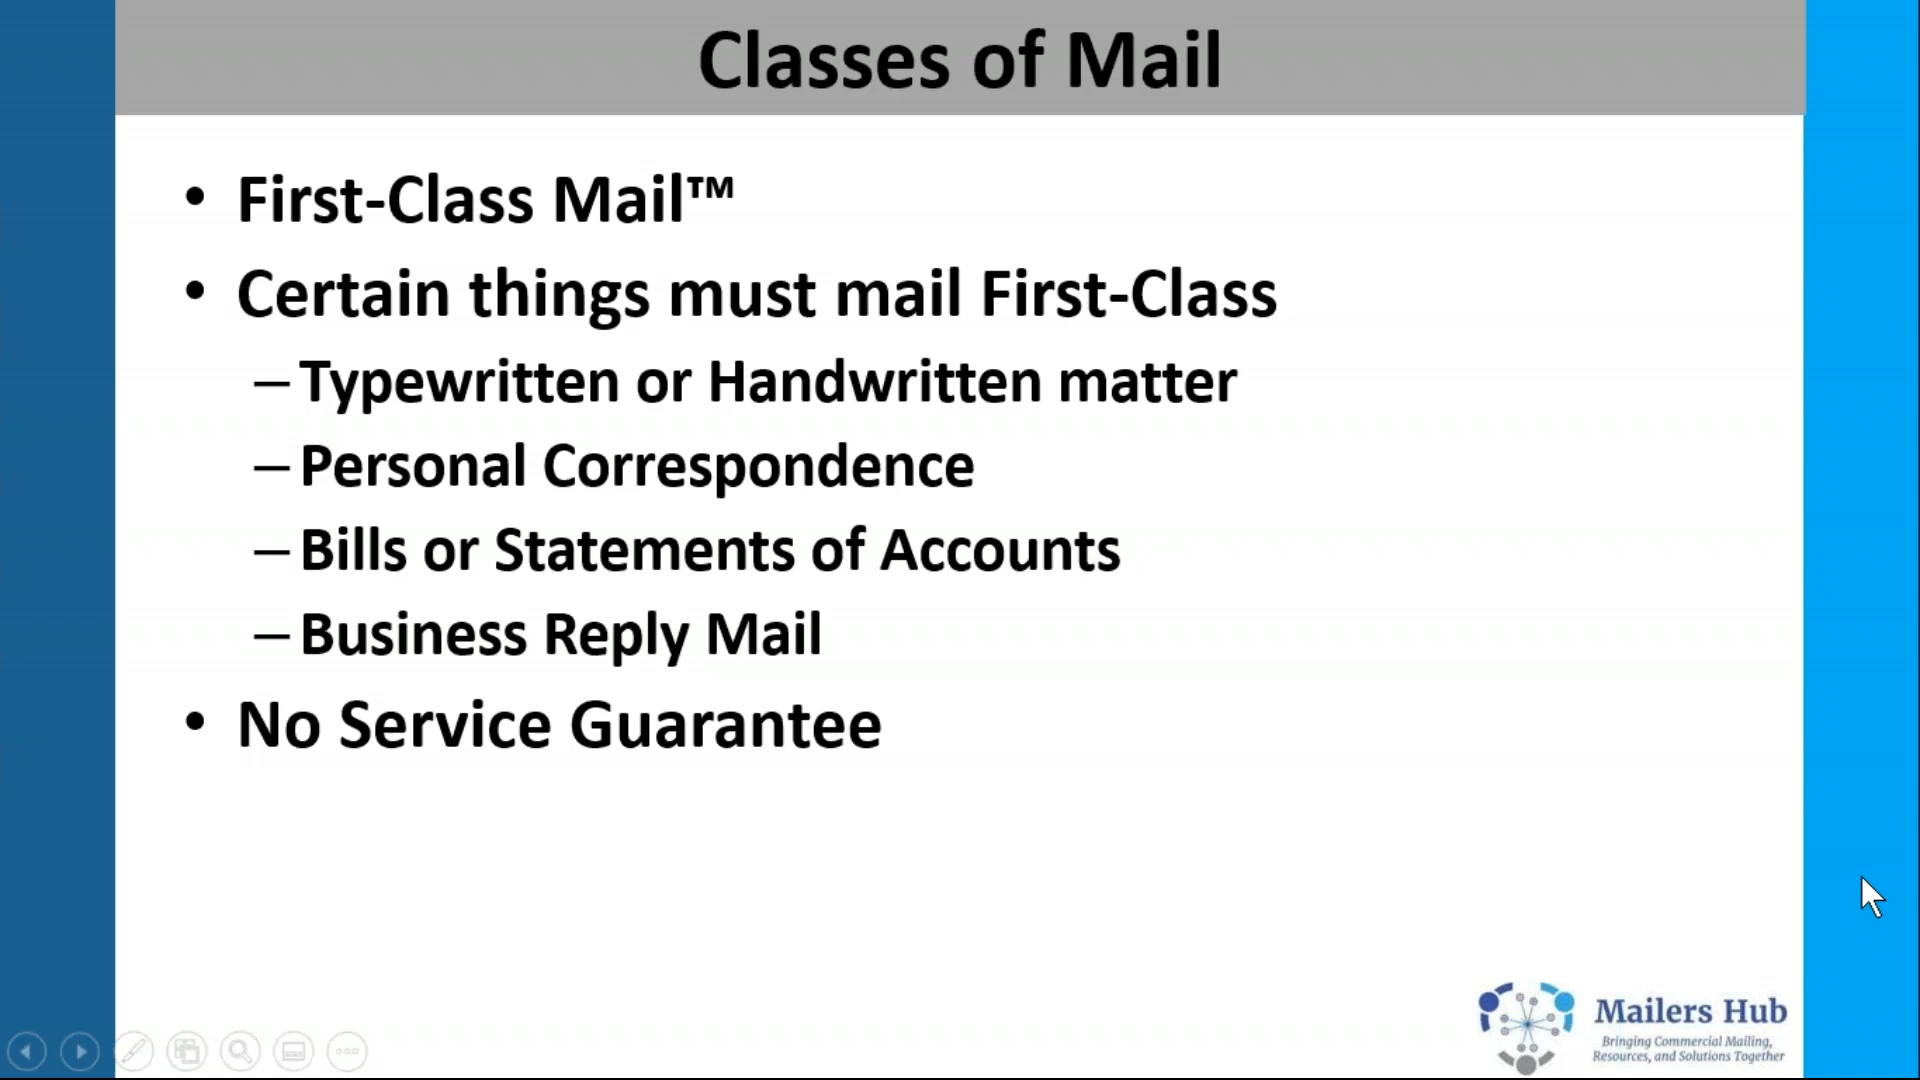 Classes of Mail
• First-Class Mail™
• Certain things must mail First-Class
– Typewritten or Handwritten matter
– Personal Correspondence
– Bills or Statements of Accounts
– Business Reply Mail
• No Service Guarantee
Mailers Hub
Bringing Commercial Mailing,
Resources, and Solutions Together